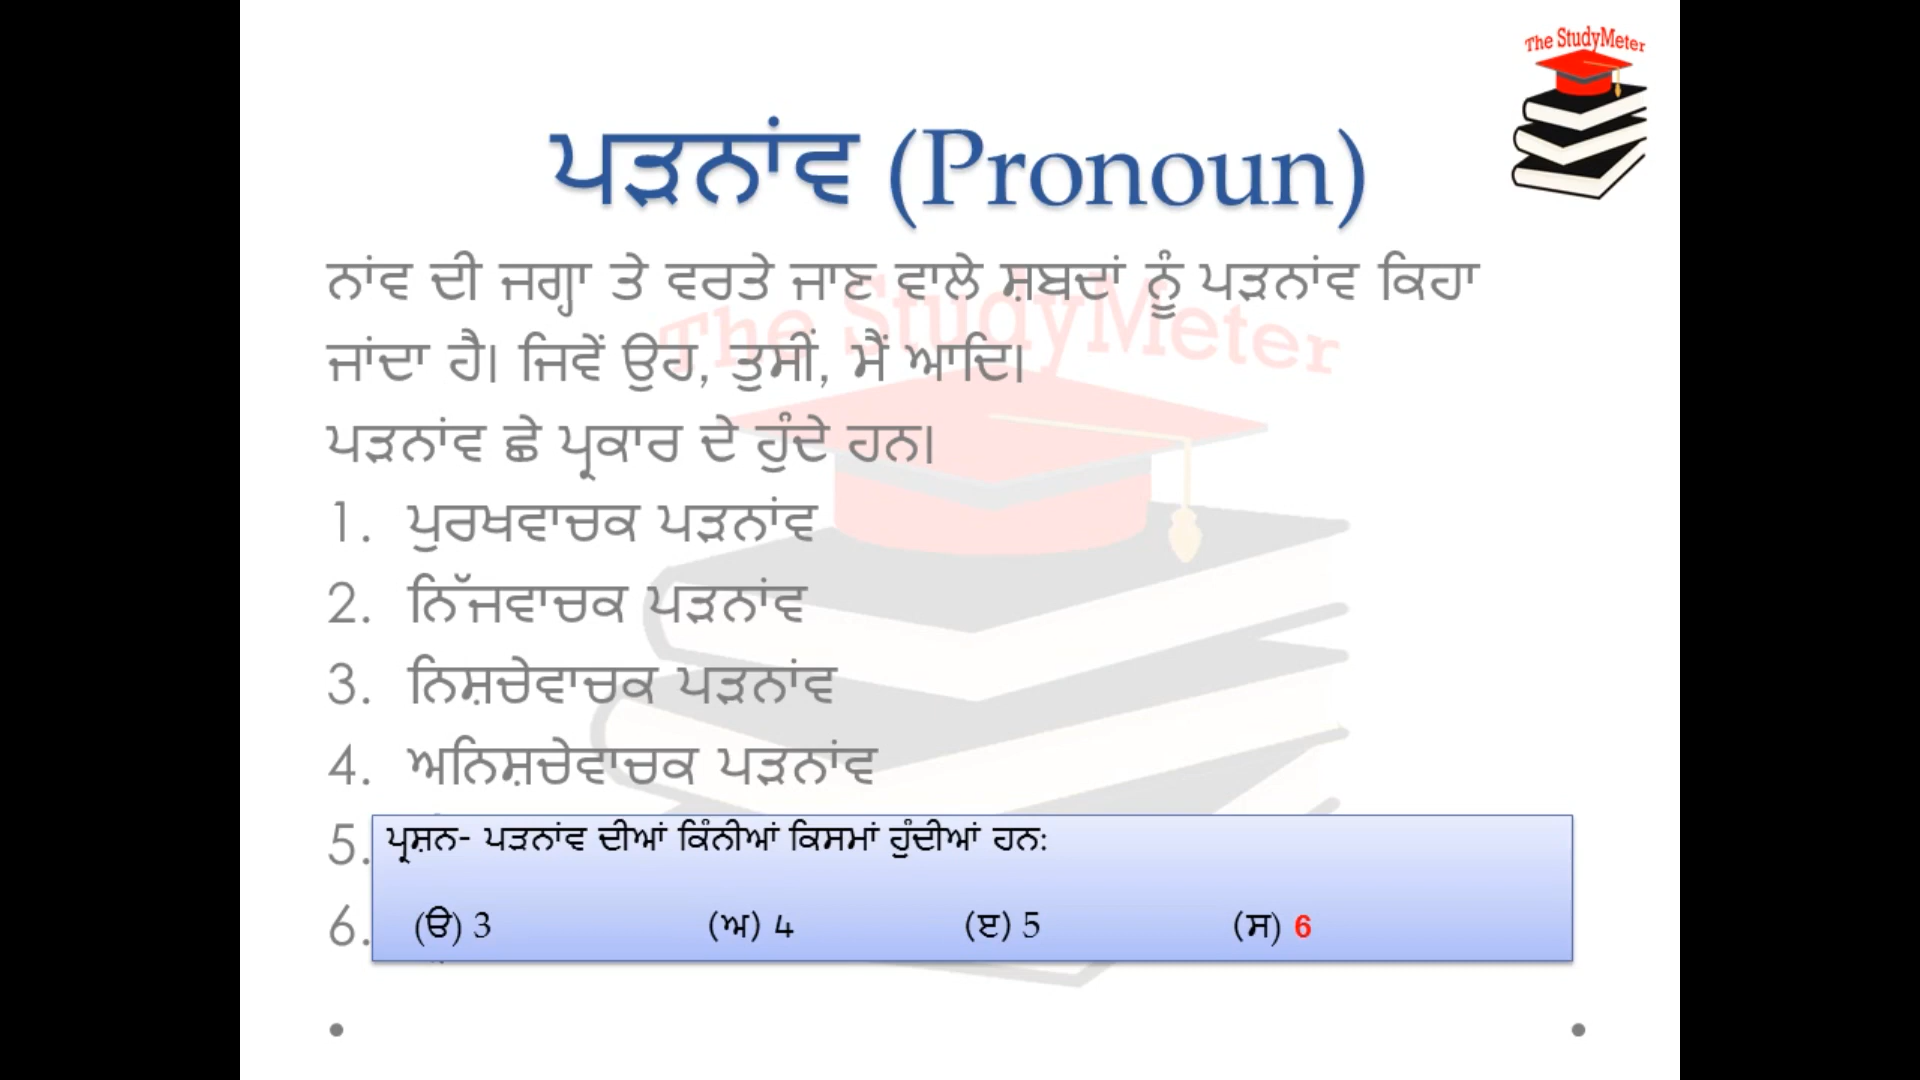 The StudyMeter
ਪੜਨਾਂਵ (Pronoun)
ਨਾਂਵ ਦੀ ਜਗ੍ਹਾ ਤੇ ਵਰਤੇ ਜਾਣ ਵਾਲੇ ਸ਼ਬਦਾਂ ਨੂੰ ਪੜਨਾਂਵ ਕਿਹਾ
ਜਾਂਦਾ ਹੈ। ਜਿਵੇਂ ਉਹ, ਤੁਸੀਂ, ਮੈਂ ਆਦਿ।
The StudyMeter
ਪੜਨਾਂਵ ਛੇ ਪ੍ਰਕਾਰ ਦੇ ਹੁੰਦੇ ਹਨ।
1. ਪੁਰਖਵਾਚਕ ਪੜਨਾਂਵ
2. ਨਿੱਜਵਾਚਕ ਪੜਨਾਂਵ
3. ਨਿਸ਼ਚੇਵਾਚਕ ਪੜਨਾਂਵ
4. ਅਨਿਸ਼ਚੇਵਾਚਕ ਪੜਨਾਂਵ
5.
6.
ਪ੍ਰਸ਼ਨ- ਪੜਨਾਂਵ ਦੀਆਂ ਕਿੰਨੀਆਂ ਕਿਸਮਾਂ ਹੁੰਦੀਆਂ ਹਨ:
(ੳ) 3 (ਅ) 4 (ੲ) 5 (ਸ) 6